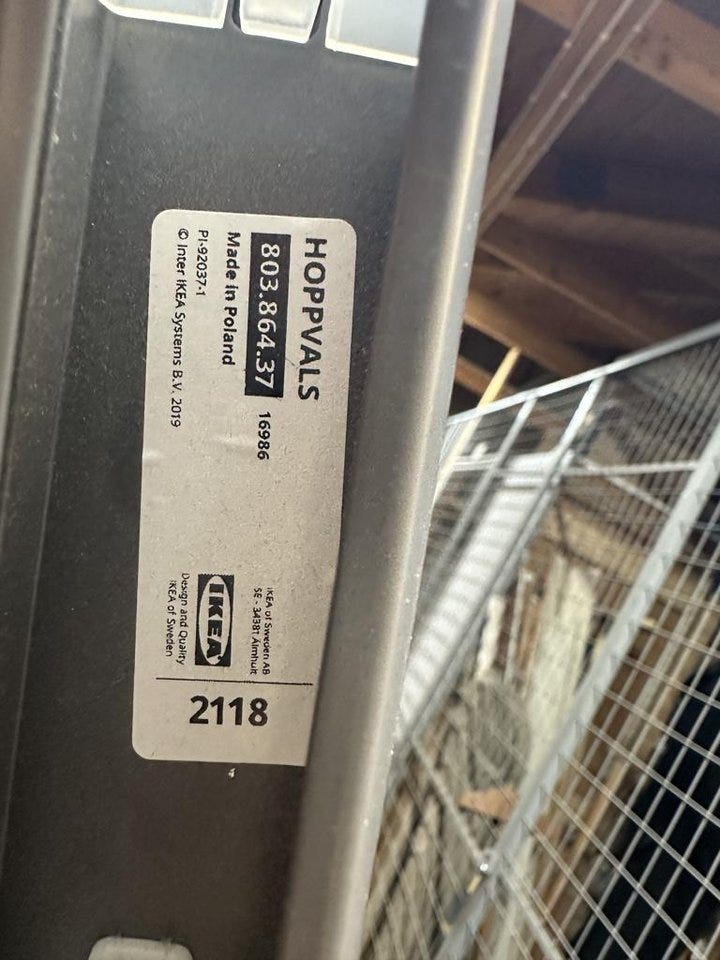 HOPPVALS
803.864.37 16986
Made in Poland
PI-92037-1
© Inter IKEA Systems B.V. 2019
IKEA of Sweden AB
SE - 34381 Älmhult
IKEA
Design and Quality
IKEA of Sweden
2118